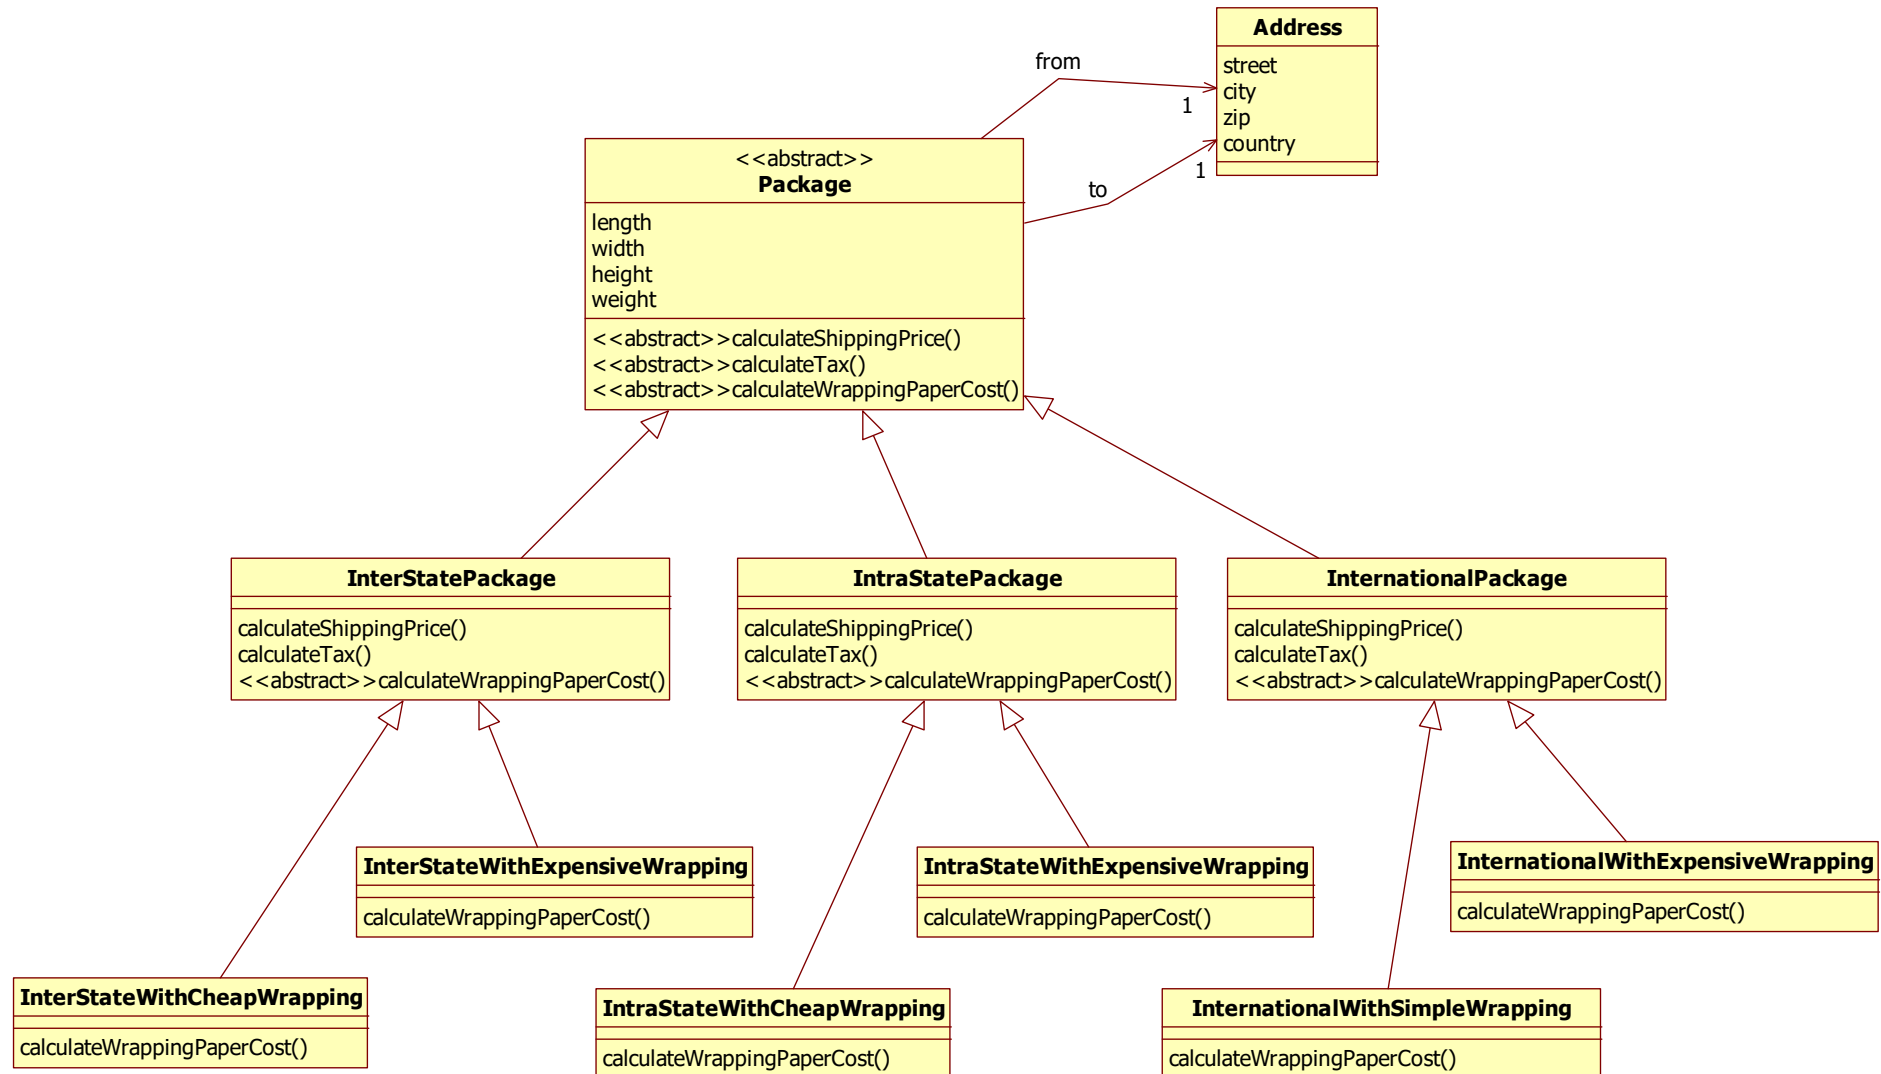 Address
street
city
zip
country
from
1
to
1
<<abstract>>
Package
length
width
height
weight
<<abstract>>calculateShippingPrice()
<<abstract>>calculateTax()
<<abstract>>calculateWrappingPaperCost()
InterStatePackage
calculateShippingPrice()
calculateTax()
<<abstract>>calculateWrappingPaperCost()
IntraStatePackage
calculateShippingPrice()
calculateTax()
<<abstract>>calculateWrappingPaperCost()
InternationalPackage
calculateShippingPrice()
calculateTax()
<<abstract>>calculateWrappingPaperCost()
InterStateWithExpensiveWrapping
calculateWrappingPaperCost()
IntraStateWithExpensiveWrapping
calculateWrappingPaperCost()
InternationalWithExpensiveWrapping
calculateWrappingPaperCost()
InterStateWithCheapWrapping
calculateWrappingPaperCost()
IntraStateWithCheapWrapping
calculateWrappingPaperCost()
InternationalWithSimpleWrapping
calculateWrappingPaperCost()